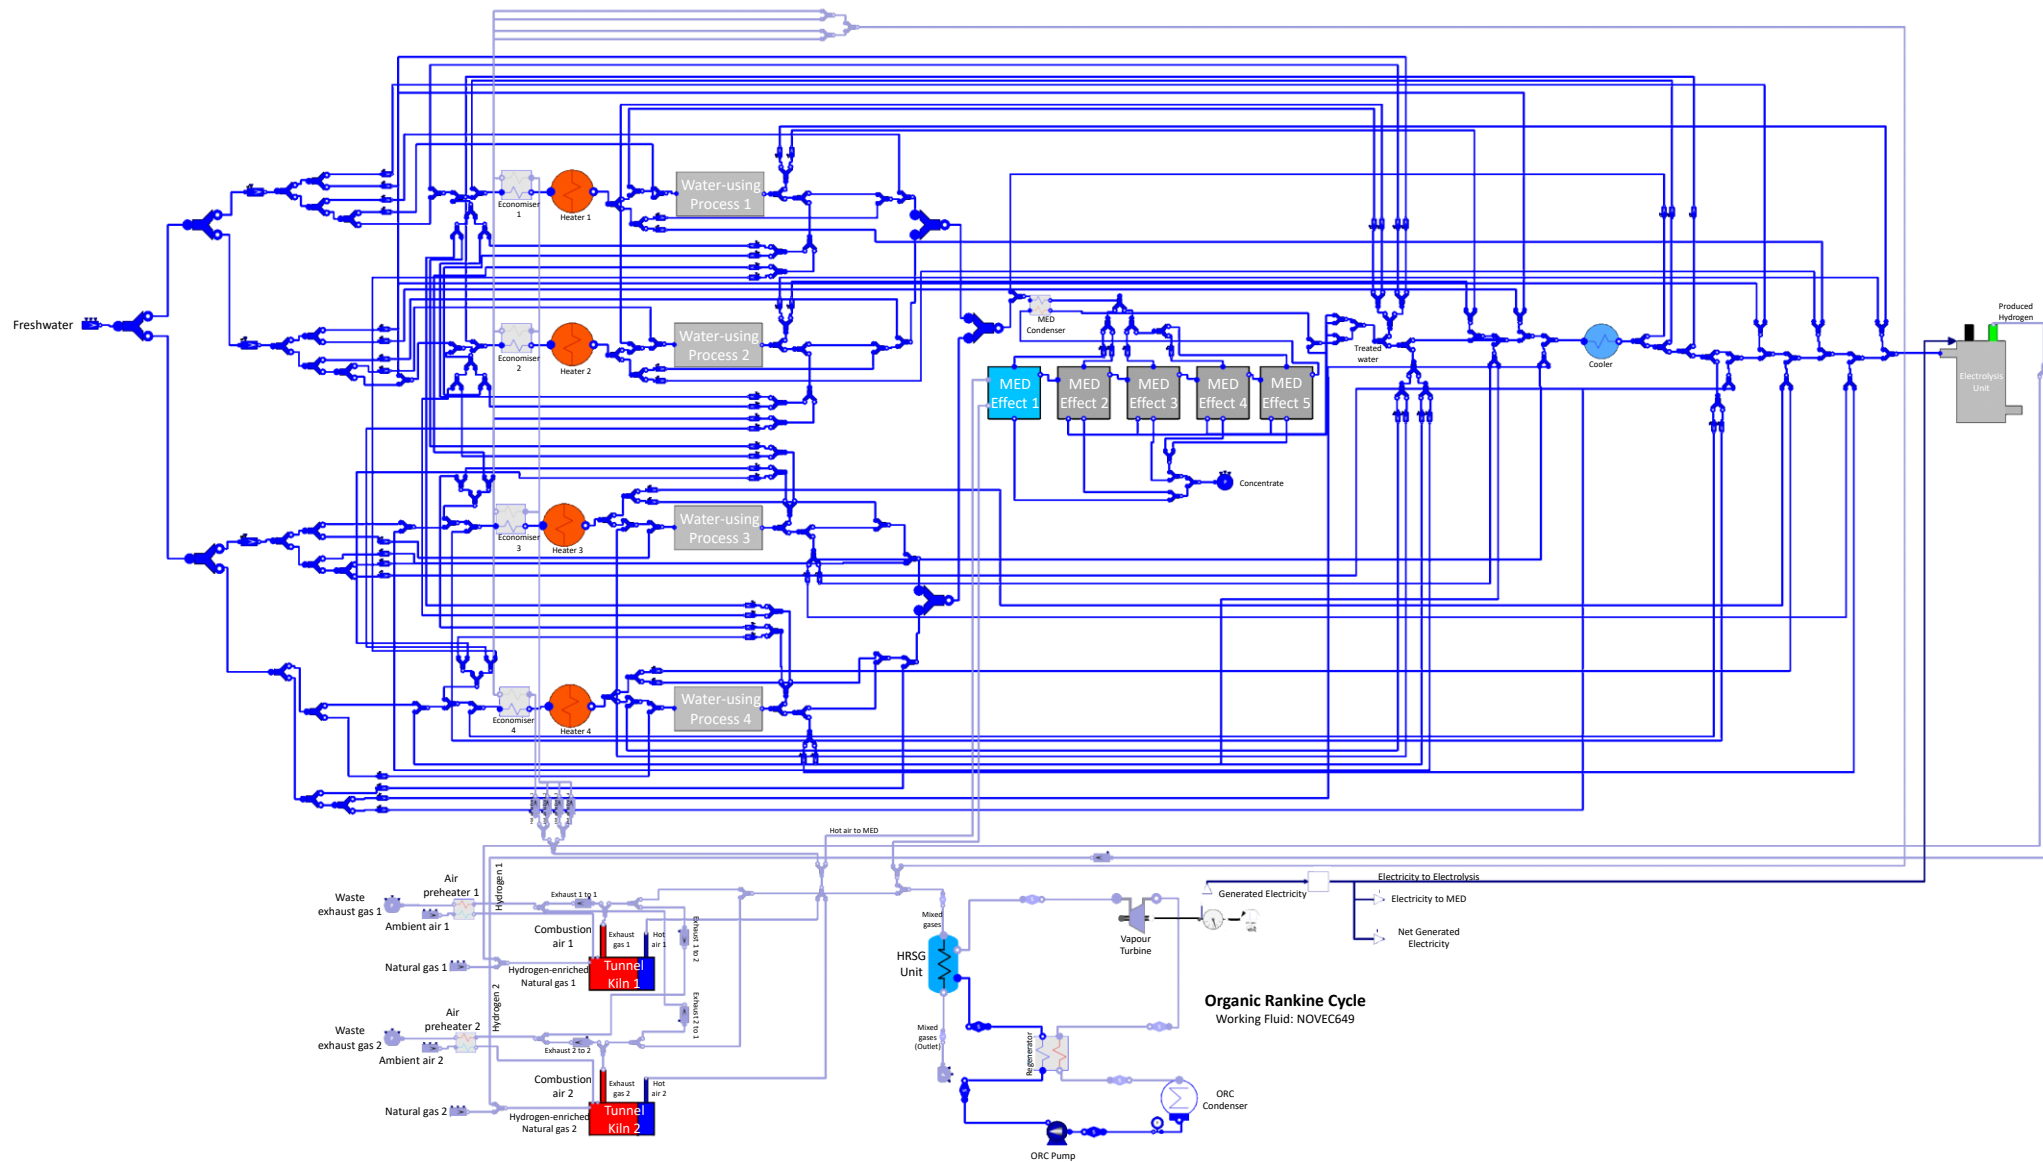 Freshwater
Economiser
1
Heater 1
Water-using
Process 1
Economiser
2
Heater 2
Water-using
Process 2
Economiser
3
Heater 3
Water-using
Process 3
Economiser
4
Heater 4
Water-using
Process 4
MED
Condenser
MED
Effect 1
MED
Effect 2
MED
Effect 3
MED
Effect 4
MED
Effect 5
Concentrate
Treated
water
Cooler
Produced
Hydrogen
Electrolysis
Unit
Hot air to MED
Waste
exhaust gas 1
Air
preheater 1
Ambient air 1
Hydrogen 1
Exhaust 1 to 1
Combustion
air 1
Exhaust
gas 1
Hot
air 1
Exhaust 1 to 2
Natural gas 1
Hydrogen-enriched
Natural gas 1
Tunnel
Kiln 1
Hydrogen 2
Waste
exhaust gas 2
Air
preheater 2
Ambient air 2
Exhaust 2 to 2
Exhaust 2 to 1
Combustion
air 2
Exhaust
gas 2
Hot
air 2
Natural gas 2
Hydrogen-enriched
Natural gas 2
Tunnel
Kiln 2
Mixed
gases
HRSG
Unit
Mixed
gases
(Outlet)
Vapour
Turbine
Generated Electricity
Electricity to Electrolysis
Electricity to MED
Net Generated
Electricity
Organic Rankine Cycle
Working Fluid: NOVEC649
Regenerator
ORC
Condenser
ORC Pump